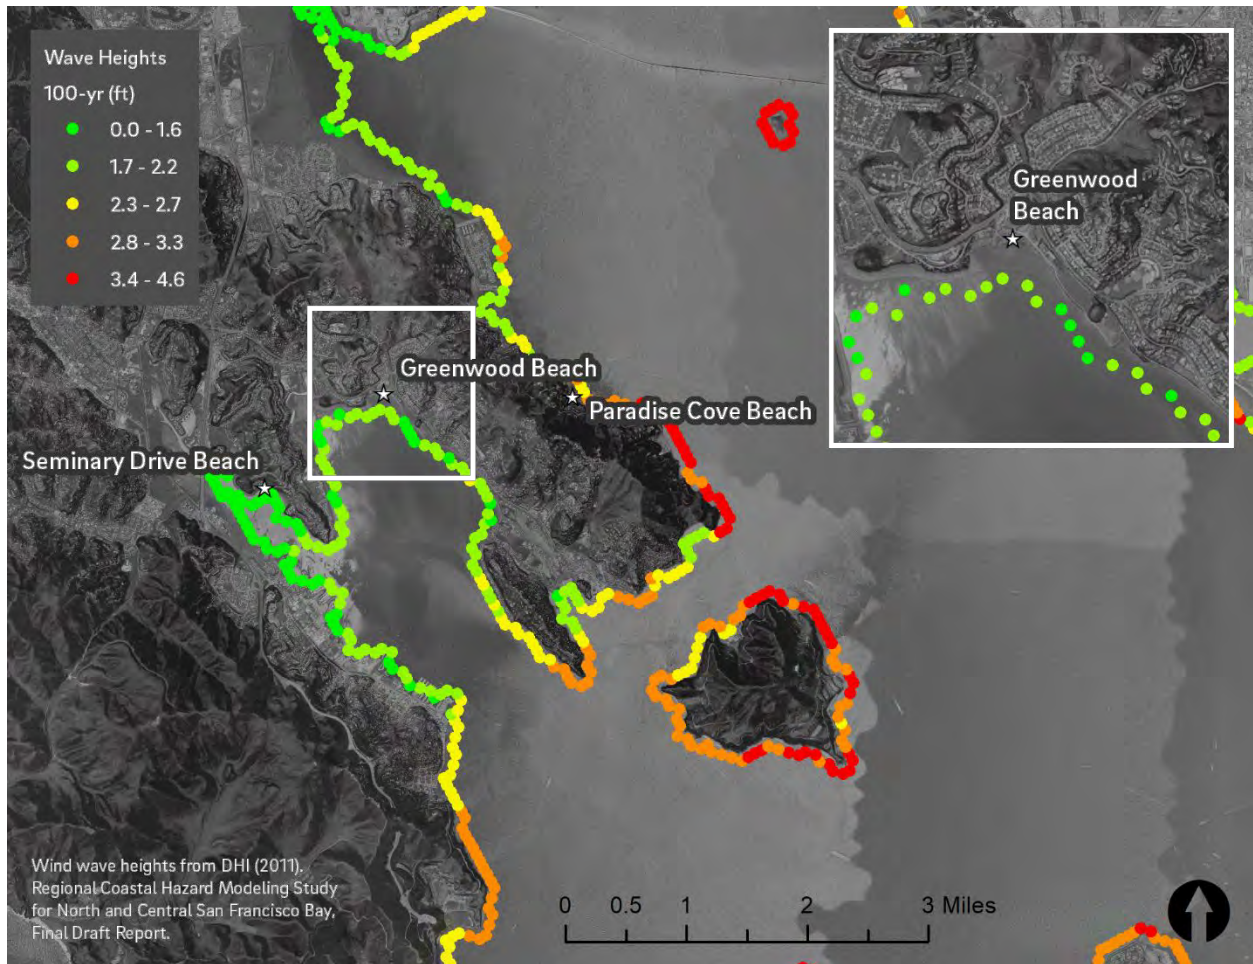 Wave Heights
100-yr (ft)
0.0 - 1.6
1.7 - 2.2
2.3 - 2.7
2.8 - 3.3
3.4 - 4.6
Greenwood
Beach
Greenwood Beach
Paradise Cove Beach
Seminary Drive Beach
Wind wave heights from DHI (2011).
Regional Coastal Hazard Modeling Study
for North and Central San Francisco Bay,
Final Draft Report.
0 0.5 1 2 3 Miles